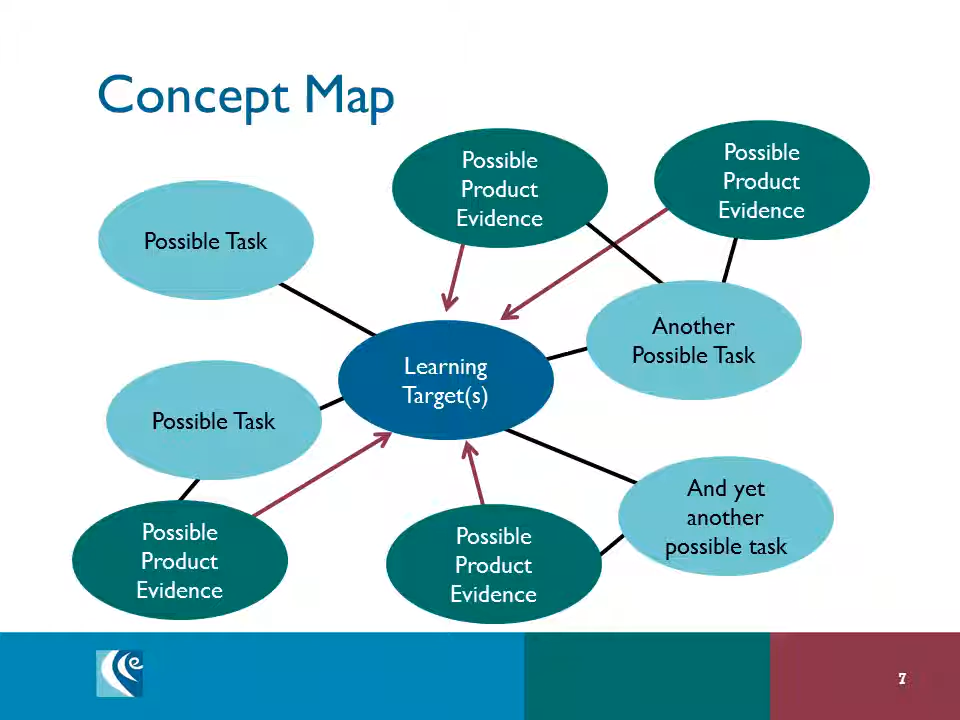 Concept Map
Possible
Product
Evidence
Possible
Product
Evidence
Possible Task
Another
Possible Task
Learning
Target(s)
Possible Task
And yet
another
possible task
Possible
Product
Evidence
Possible
Product
Evidence
e
7